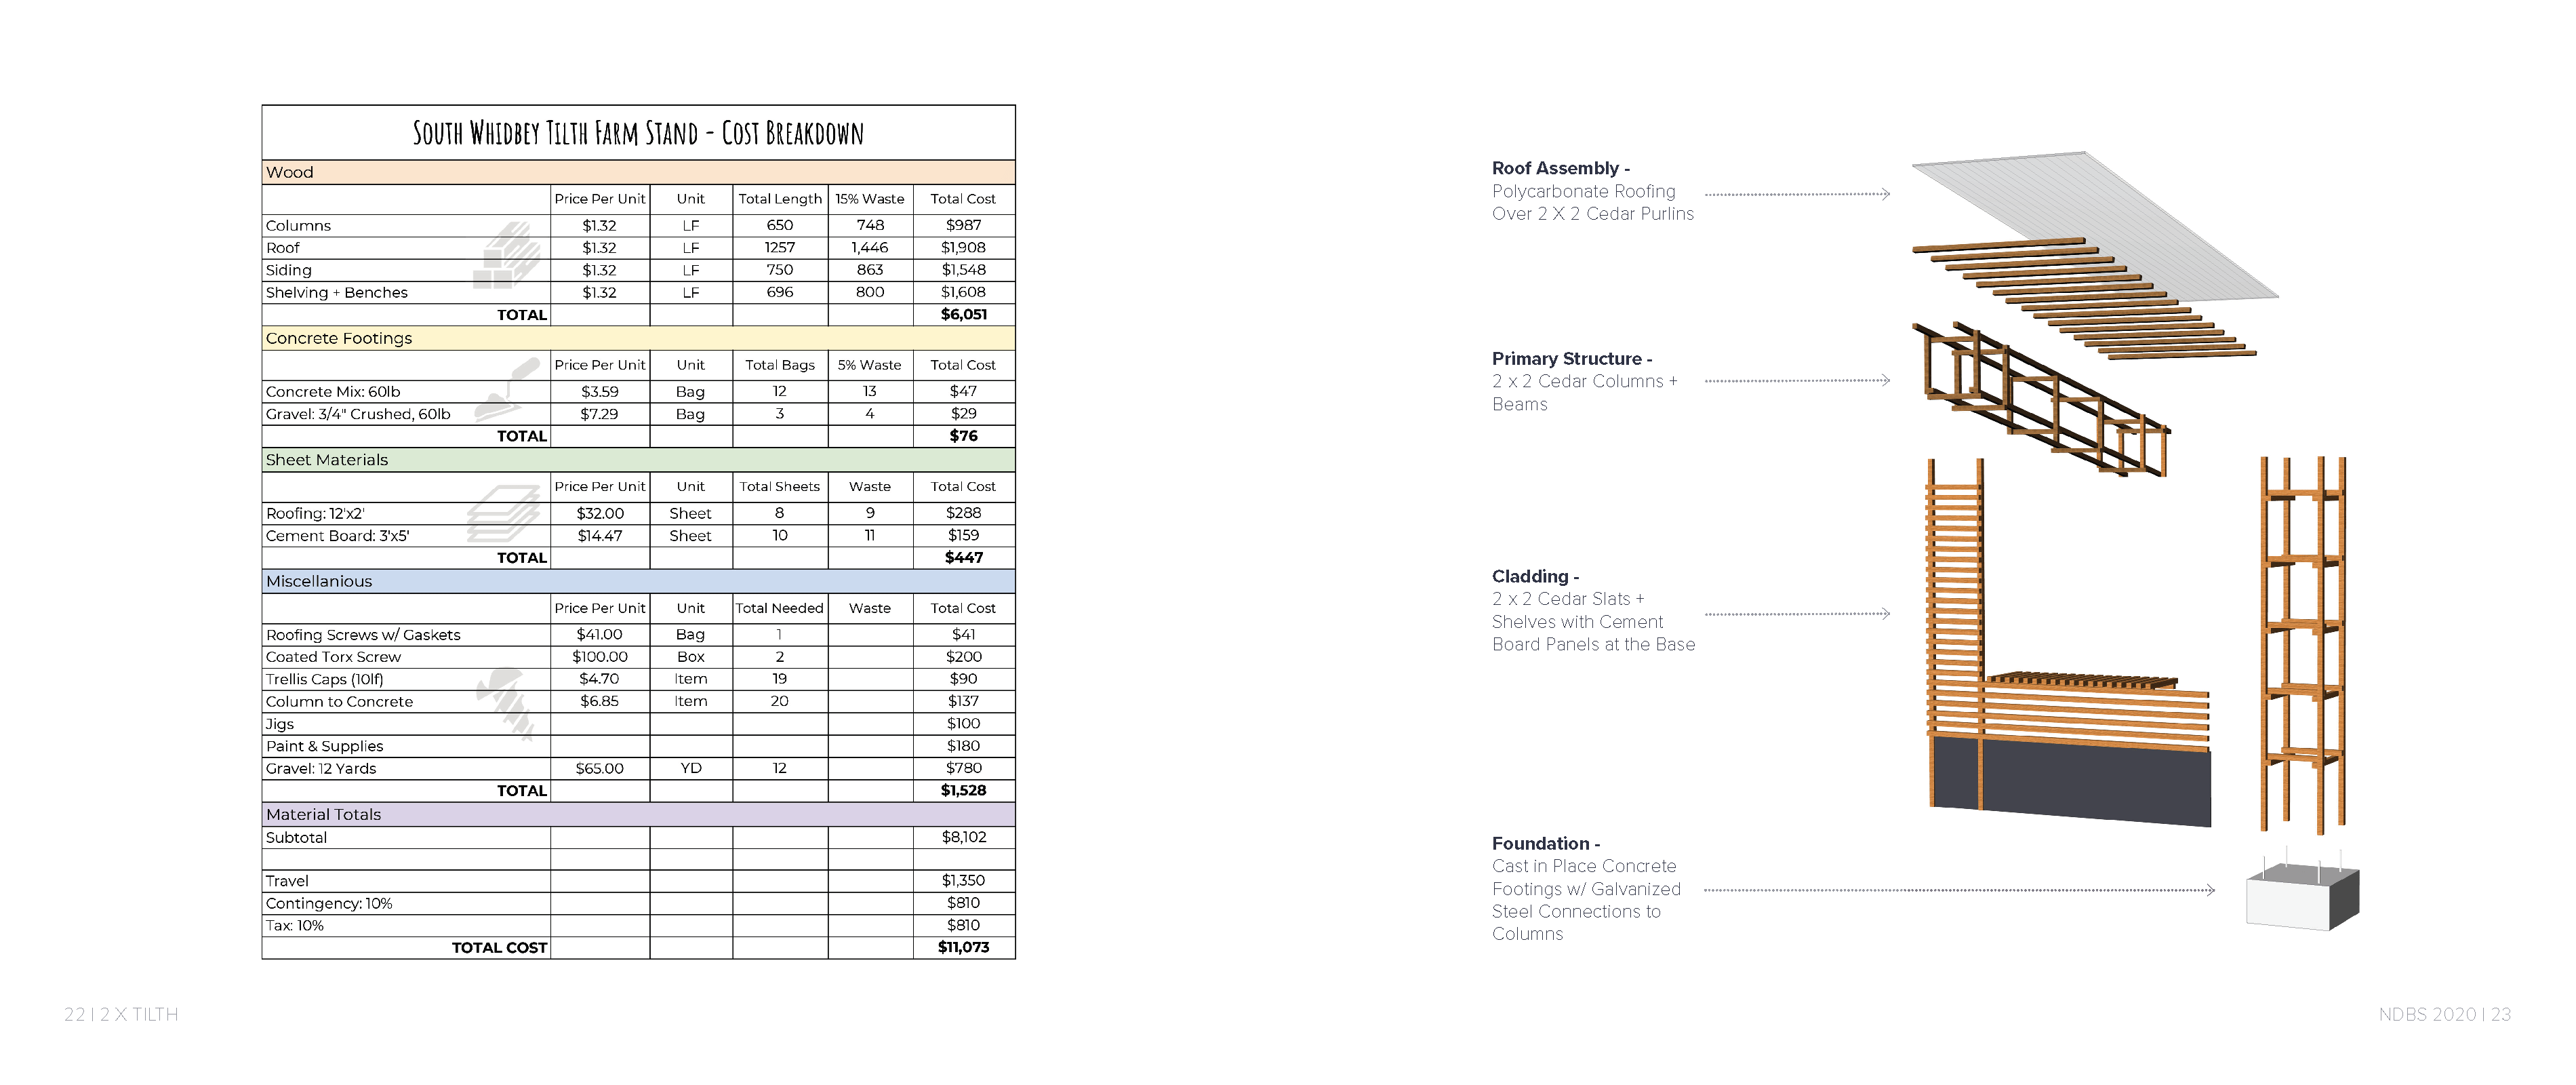 South Whidbey Tilth Farm Stand - Cost Breakdown
Wood
Price Per Unit Unit Total Length 15% Waste Total Cost
Columns $1.32 LF 650 748 $987
Roof $1.32 LF 1257 1,446 $1,908
Siding $1.32 LF 750 863 $1,548
Shelving + Benches $1.32 LF 696 800 $1,608
TOTAL $6,051
Concrete Footings
Price Per Unit Unit Total Bags 5% Waste Total Cost
Concrete Mix: 60lb $3.59 Bag 12 13 $47
Gravel: 3/4" Crushed, 60lb $7.29 Bag 3 4 $29
TOTAL $76
Sheet Materials
Price Per Unit Unit Total Sheets Waste Total Cost
Roofing: 12'x2' $32.00 Sheet 8 9 $288
Cement Board: 3'x5' $14.47 Sheet 10 11 $159
TOTAL $447
Miscellanious
Price Per Unit Unit Total Needed Waste Total Cost
Roofing Screws w/ Gaskets $41.00 Bag 1 $41
Coated Torx Screw $100.00 Box 2 $200
Trellis Caps (10lf) $4.70 Item 19 $90
Column to Concrete $6.85 Item 20 $137
Jigs $100
Paint & Supplies $180
Gravel: 12 Yards $65.00 YD 12 $780
TOTAL $1,528
Material Totals
Subtotal $8,102
Travel $1,350
Contingency: 10% $810
Tax: 10% $810
TOTAL COST $11,073
22 | 2 X TILTH
Roof Assembly -
Polycarbonate Roofing
Over 2 X 2 Cedar Purlins
Primary Structure -
2 x 2 Cedar Columns +
Beams
Cladding -
2 x 2 Cedar Slats +
Shelves with Cement
Board Panels at the Base
Foundation -
Cast in Place Concrete
Footings w/ Galvanized
Steel Connections to
Columns
NDBS 2020 | 23